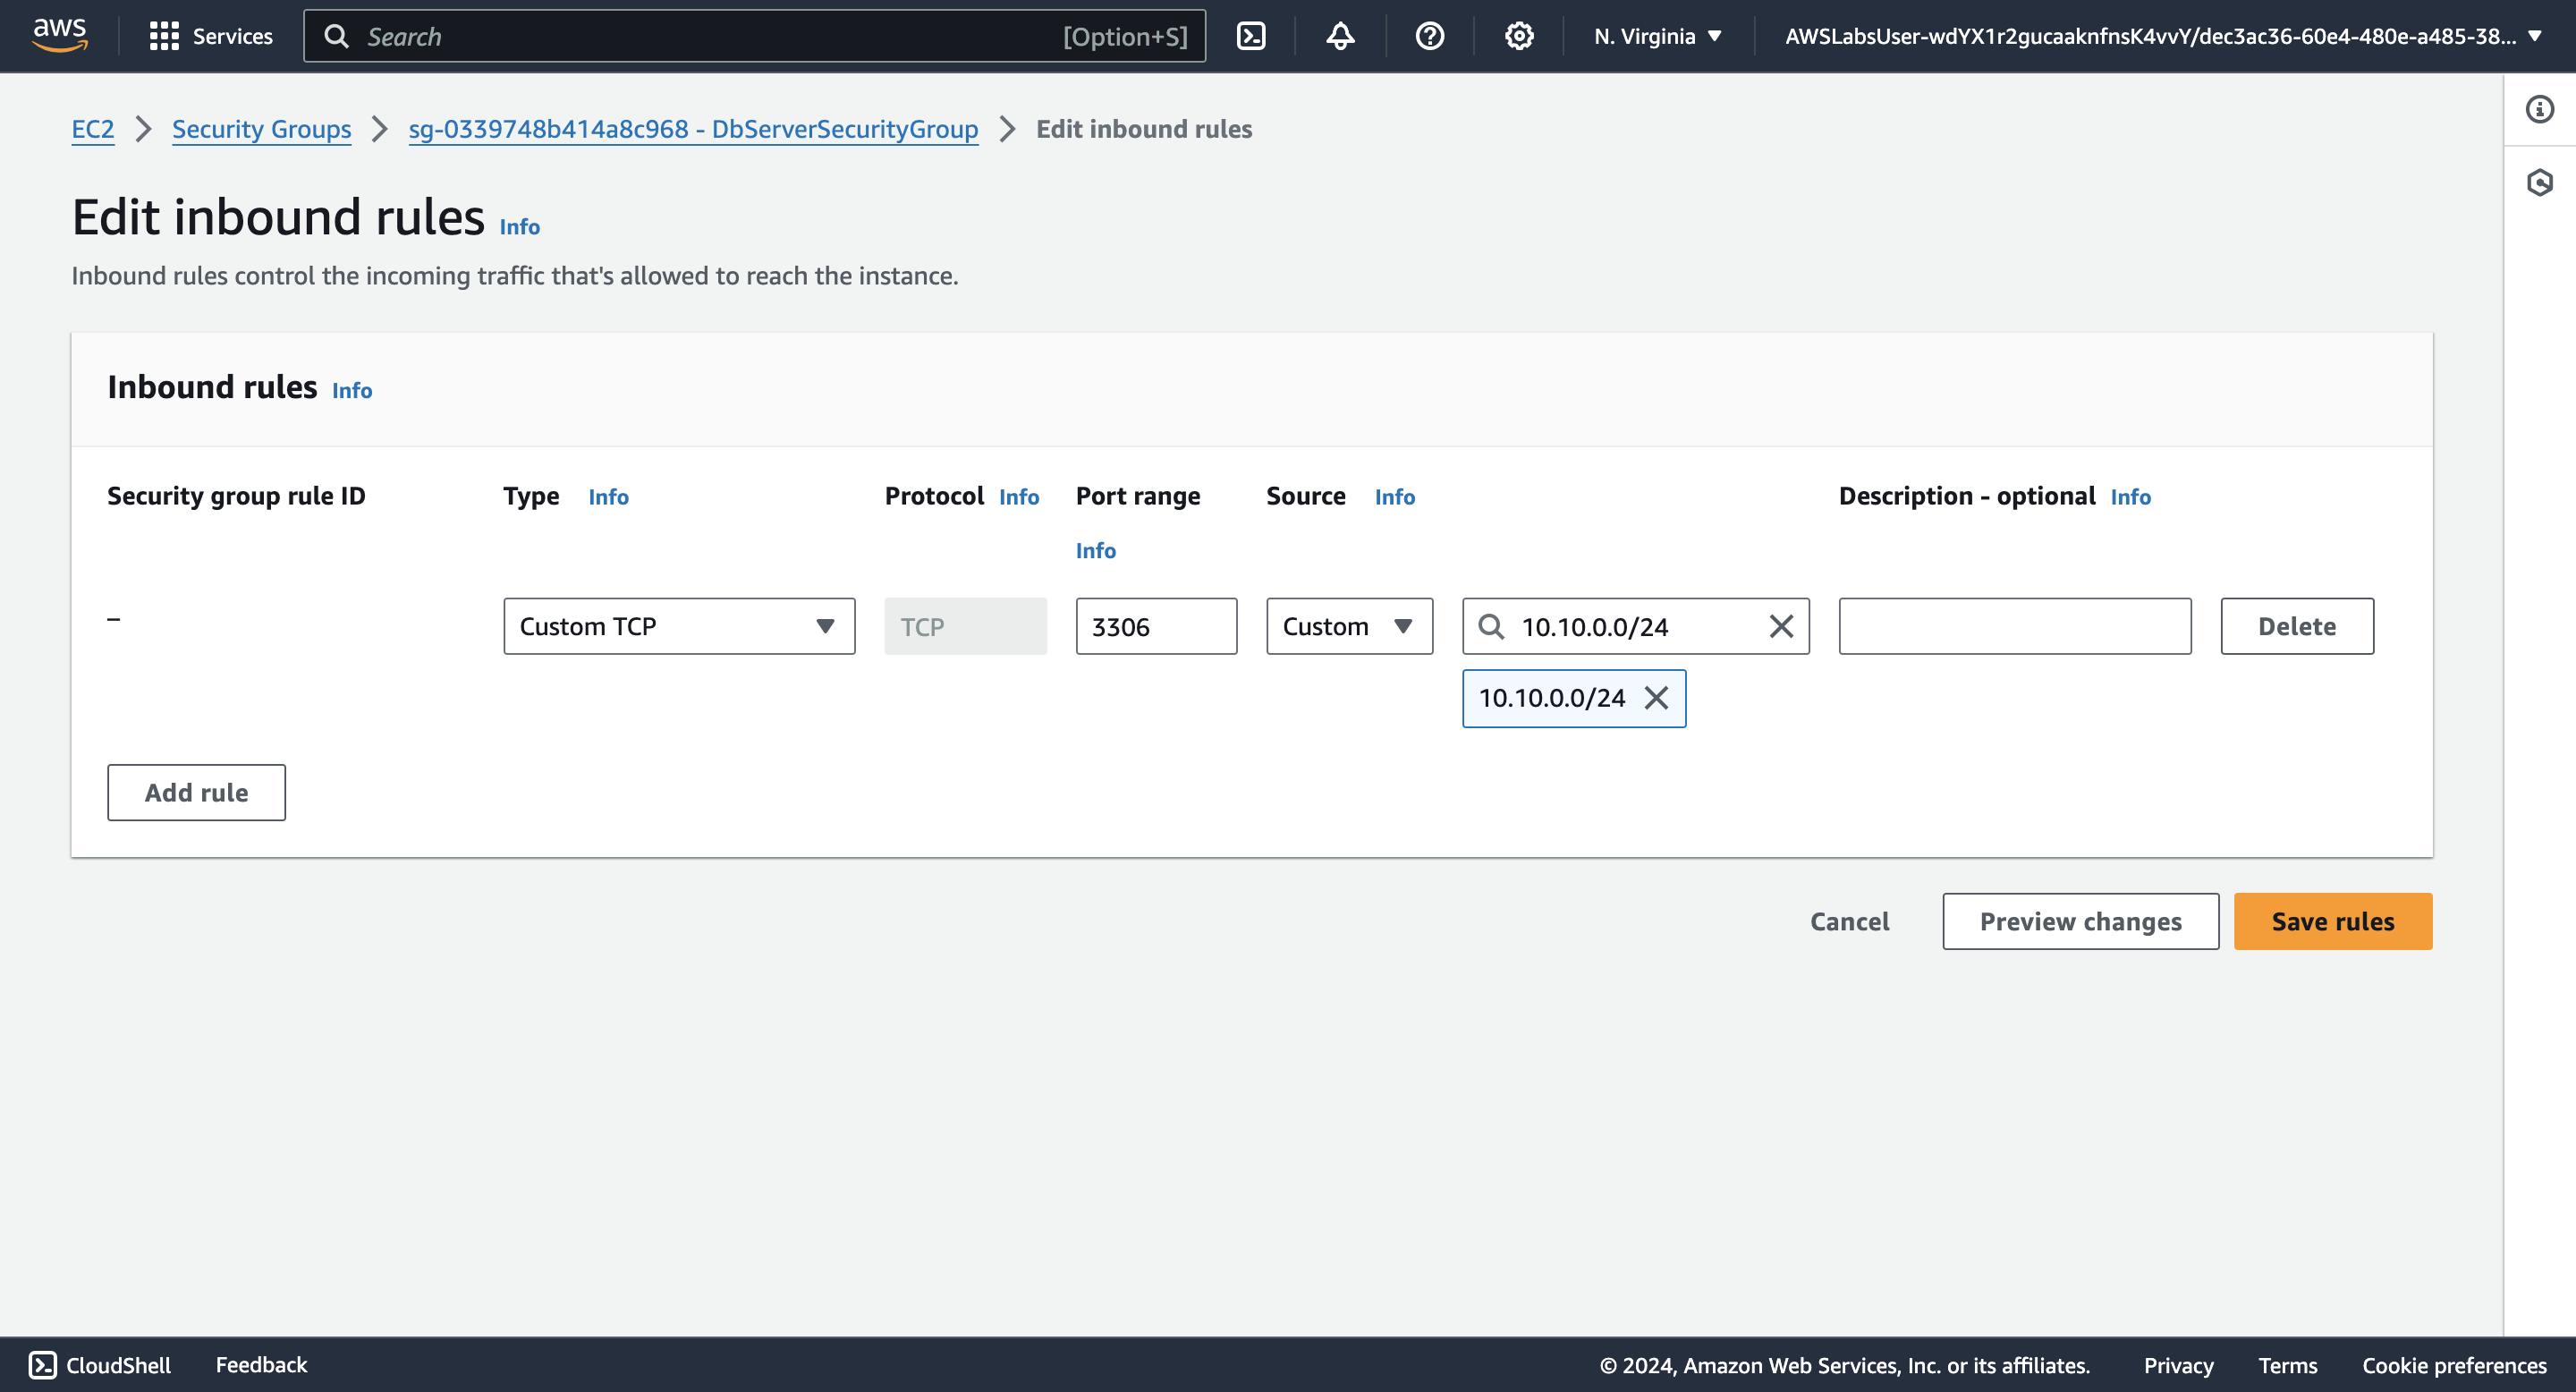 aws Services Search [Option+S] N. Virginia AWSLabsUser-wdYX1r2gucaaknfnsK4vvY/dec3ac36-60e4-480e-a485-38...
EC2 Security Groups sg-0339748b414a8c968 - DbServerSecurityGroup Edit inbound rules
Edit inbound rules Info
Inbound rules control the incoming traffic that's allowed to reach the instance.
Inbound rules Info
Security group rule ID Type Info Protocol Info Port range Source Info Description - optional Info
Info
– Custom TCP TCP 3306 Custom 10.10.0.0/24 Delete
10.10.0.0/24
Add rule
Cancel Preview changes Save rules
CloudShell Feedback © 2024, Amazon Web Services, Inc. or its affiliates. Privacy Terms Cookie preferences